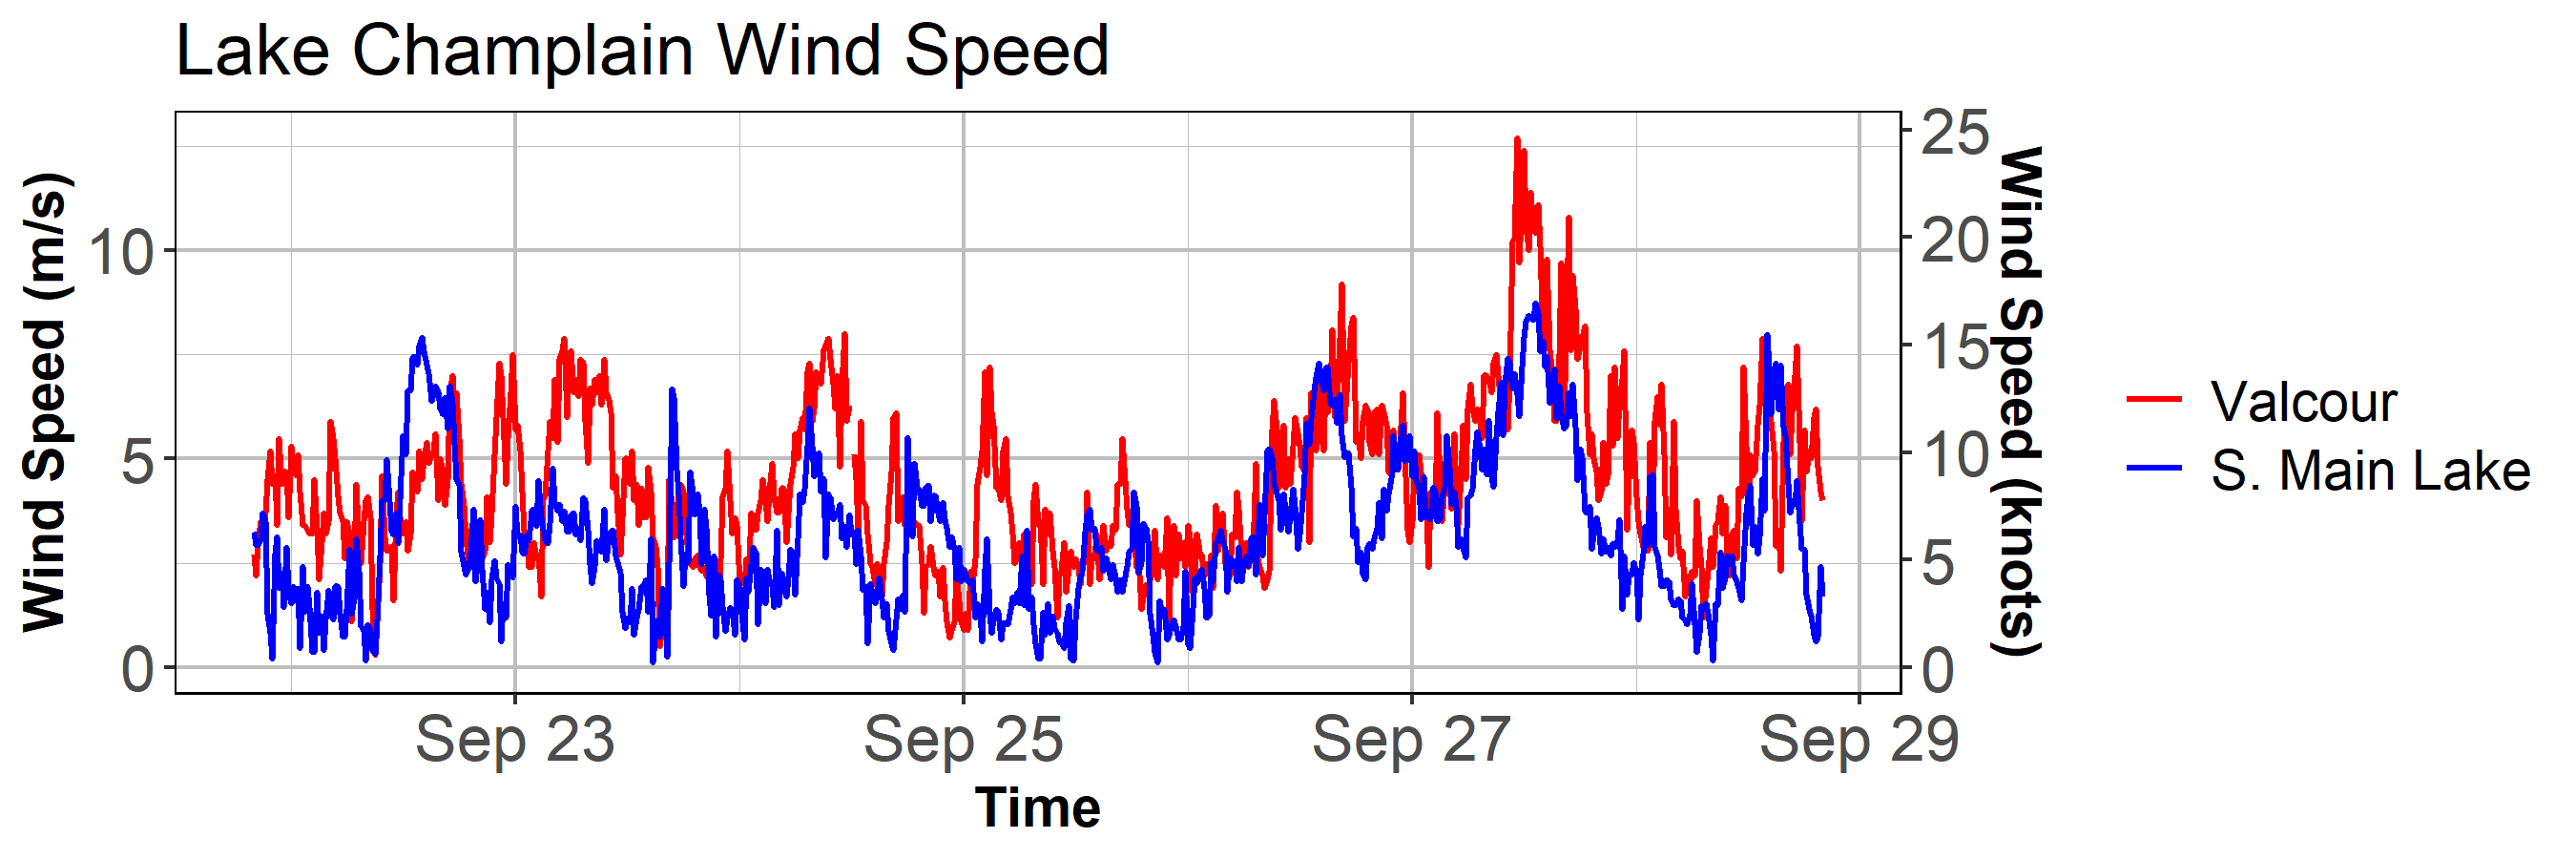 Lake Champlain Wind Speed
Wind Speed (m/s)
10
5
0
25
20
15
10
5
0
Wind Speed (knots)
Sep 23
Sep 25
Sep 27
Sep 29
Time
Valcour
S. Main Lake